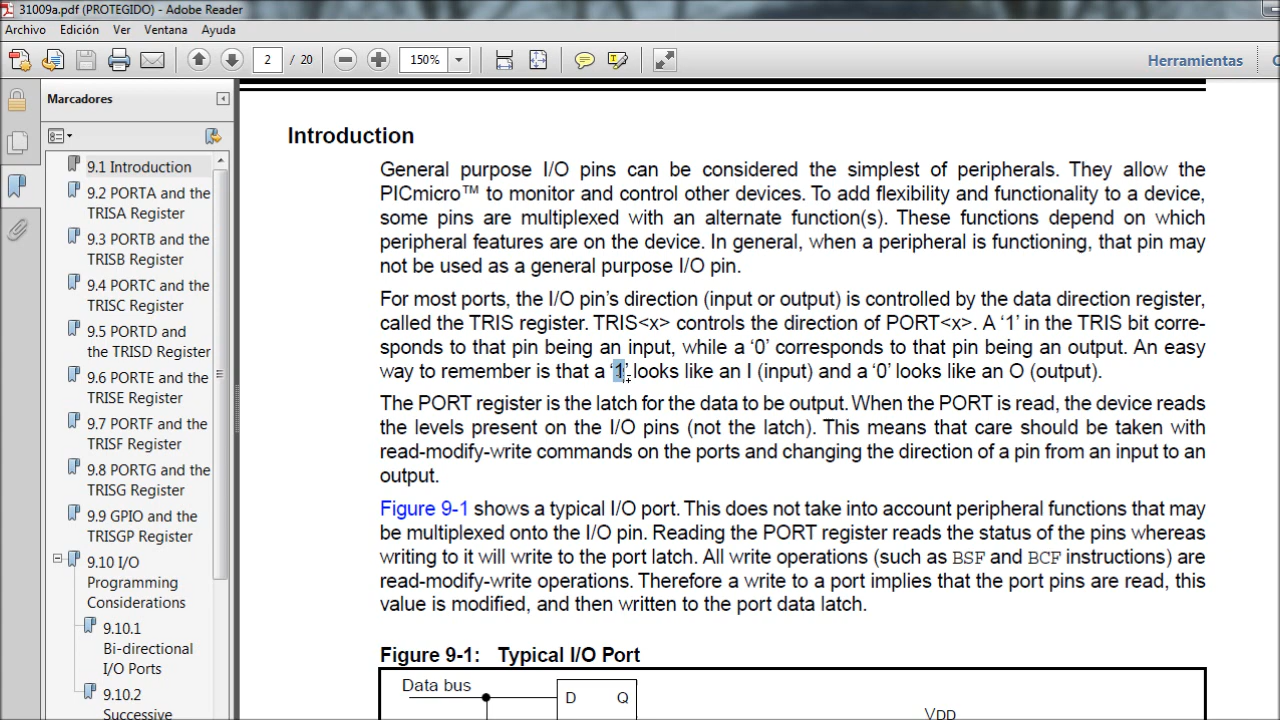 31009a.pdf (PROTEGIDO) - Adobe Reader
Archivo Edición Ver Ventana Ayuda
2 / 20 150% Herramientas
Marcadores
9.1 Introduction
9.2 PORTA and the
TRISA Register
9.3 PORTB and the
TRISB Register
9.4 PORTC and the
TRISC Register
9.5 PORTD and
the TRISD Register
9.6 PORTE and the
TRISE Register
9.7 PORTF and the
TRISF Register
9.8 PORTG and the
TRISG Register
9.9 GPIO and the
TRISGP Register
9.10 I/O
Programming
Considerations
9.10.1
Bi-directional
I/O Ports
9.10.2
Successive
Introduction
General purpose I/O pins can be considered the simplest of peripherals. They allow the
PICmicro™ to monitor and control other devices. To add flexibility and functionality to a device,
some pins are multiplexed with an alternate function(s). These functions depend on which
peripheral features are on the device. In general, when a peripheral is functioning, that pin may
not be used as a general purpose I/O pin.
For most ports, the I/O pin's direction (input or output) is controlled by the data direction register,
called the TRIS register. TRIS<x> controls the direction of PORT<x>. A '1' in the TRIS bit corre-
sponds to that pin being an input, while a '0' corresponds to that pin being an output. An easy
way to remember is that a '1' looks like an I (input) and a '0' looks like an O (output).
The PORT register is the latch for the data to be output. When the PORT is read, the device reads
the levels present on the I/O pins (not the latch). This means that care should be taken with
read-modify-write commands on the ports and changing the direction of a pin from an input to an
output.
Figure 9-1 shows a typical I/O port. This does not take into account peripheral functions that may
be multiplexed onto the I/O pin. Reading the PORT register reads the status of the pins whereas
writing to it will write to the port latch. All write operations (such as BSF and BCF instructions) are
read-modify-write operations. Therefore a write to a port implies that the port pins are read, this
value is modified, and then written to the port data latch.
Figure 9-1: Typical I/O Port
Data bus
D Q
VDD